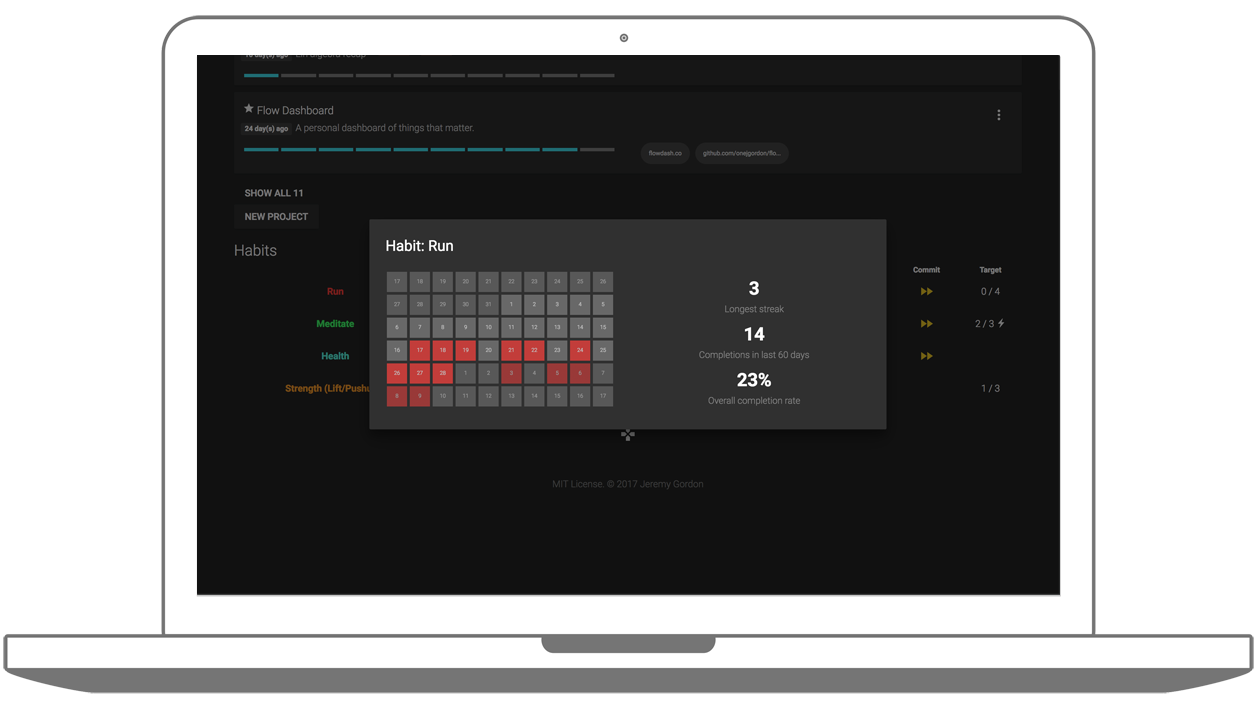 24 day(s) ago A personal dashboard of things that matter.
Flow Dashboard
flowdash.co github.com/onejgordon/flo...
SHOW ALL 11
NEW PROJECT
Habits
Commit Target
Run 0 / 4
Meditate 2 / 3
Health
Strength (Lift/Pushu 1 / 3
Habit: Run
17 18 19 20 21 22 23 24 25 26
27 28 29 30 31 1 2 3 4 5
6 7 8 9 10 11 12 13 14 15
16 17 18 19 20 21 22 23 24 25
26 27 28 1 2 3 4 5 6 7
8 9 10 11 12 13 14 15 16 17
3
Longest streak
14
Completions in last 60 days
23%
Overall completion rate
MIT License. © 2017 Jeremy Gordon